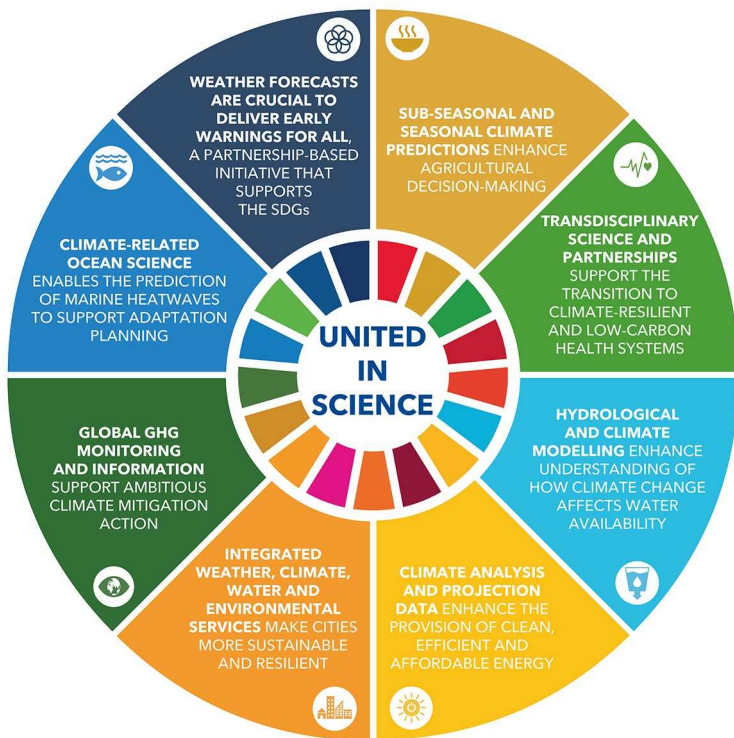 WEATHER FORECASTS
ARE CRUCIAL TO
DELIVER EARLY
WARNINGS FOR ALL,
A PARTNERSHIP-BASED
INITIATIVE THAT
SUPPORTS
THE SDGs
SUB-SEASONAL AND
SEASONAL CLIMATE
PREDICTIONS ENHANCE
AGRICULTURAL
DECISION-MAKING
TRANSDISCIPLINARY
SCIENCE AND
PARTNERSHIPS
SUPPORT THE
TRANSITION TO
CLIMATE-RESILIENT
AND LOW-CARBON
HEALTH SYSTEMS
HYDROLOGICAL
AND CLIMATE
MODELLING ENHANCE
UNDERSTANDING OF
HOW CLIMATE CHANGE
AFFECTS WATER
AVAILABILITY
CLIMATE ANALYSIS
AND PROJECTION
DATA ENHANCE THE
PROVISION OF CLEAN,
EFFICIENT AND
AFFORDABLE ENERGY
INTEGRATED
WEATHER, CLIMATE,
WATER AND
ENVIRONMENTAL
SERVICES MAKE CITIES
MORE SUSTAINABLE
AND RESILIENT
GLOBAL GHG
MONITORING
AND INFORMATION
SUPPORT AMBITIOUS
CLIMATE MITIGATION
ACTION
CLIMATE-RELATED
OCEAN SCIENCE
ENABLES THE PREDICTION
OF MARINE HEATWAVES
TO SUPPORT ADAPTATION
PLANNING
UNITED
IN
SCIENCE